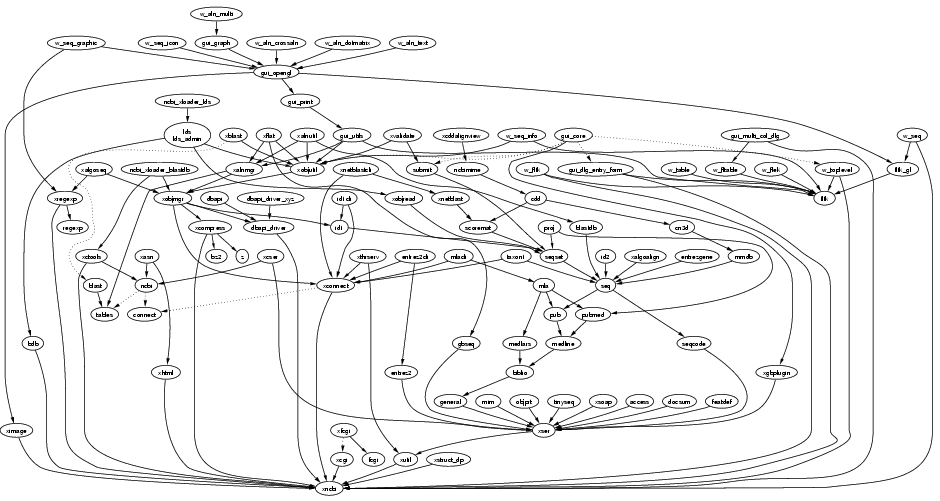 w_aln_multi
w_seq_graphic
w_seq_icon
gui_graph
w_aln_crossaln
w_aln_dotmatrix
w_aln_text
gui_opengl
ncbi_xloader_lds
gui_print
lds
lds_admin
xblast
xflat
xalnutil
gui_utils
xvalidate
xcddalignview
w_seq_info
gui_core
gui_multi_col_dlg
w_seq
xalgoseq
ncbi_xloader_blastdb
xalnmgr
xobjutil
xnetblastcli
submit
ncbimime
w_fltk
gui_dlg_entry_form
w_table
w_fltable
w_flek
w_toplevel
fltk_gl
xregexp
xobjmgr
dbapi
dbapi_driver_xyz
id1cli
xobjread
xnetblast
cdd
fltk
regexp
xcompress
dbapi_driver
id1
scoremat
proj
blastdb
cn3d
xctools
xasn
bz2
z
xcser
xthrserv
entrez2cli
mlacli
taxon1
seqset
id2
xalgoalign
entrezgene
mmdb
blast
ncbi
xconnect
mla
seq
tables
connect
pub
pubmed
bdb
gbseq
medlars
medline
seqcode
xhtml
entrez2
biblio
xgbplugin
general
mim
objprt
tinyseq
xsoap
access
docsum
featdef
ximage
xfcgi
xser
xcgi
fcgi
xutil
xstruct_dp
xncbi